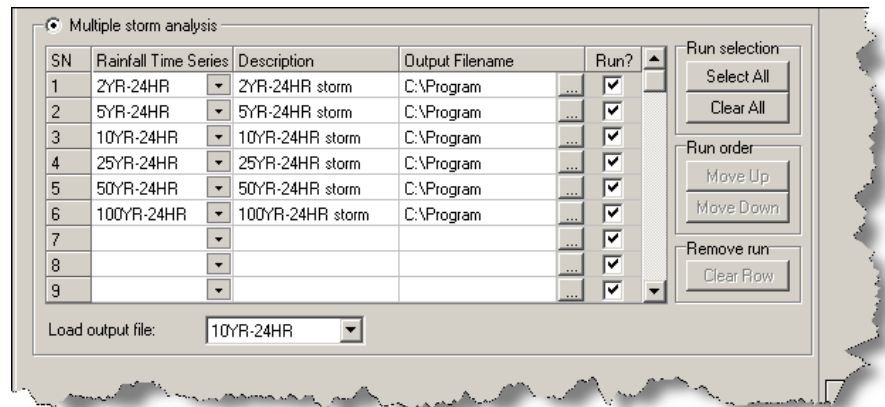 Multiple storm analysis
SN Rainfall Time Series Description Output Filename Run?
1 2YR-24HR 2YR-24HR storm C:\Program ...
2 5YR-24HR 5YR-24HR storm C:\Program ...
3 10YR-24HR 10YR-24HR storm C:\Program ...
4 25YR-24HR 25YR-24HR storm C:\Program ...
5 50YR-24HR 50YR-24HR storm C:\Program ...
6 100YR-24HR 100YR-24HR storm C:\Program ...
7 ...
8 ...
9 ...
Load output file: 10YR-24HR
Run selection
Select All
Clear All
Run order
Move Up
Move Down
Remove run
Clear Row